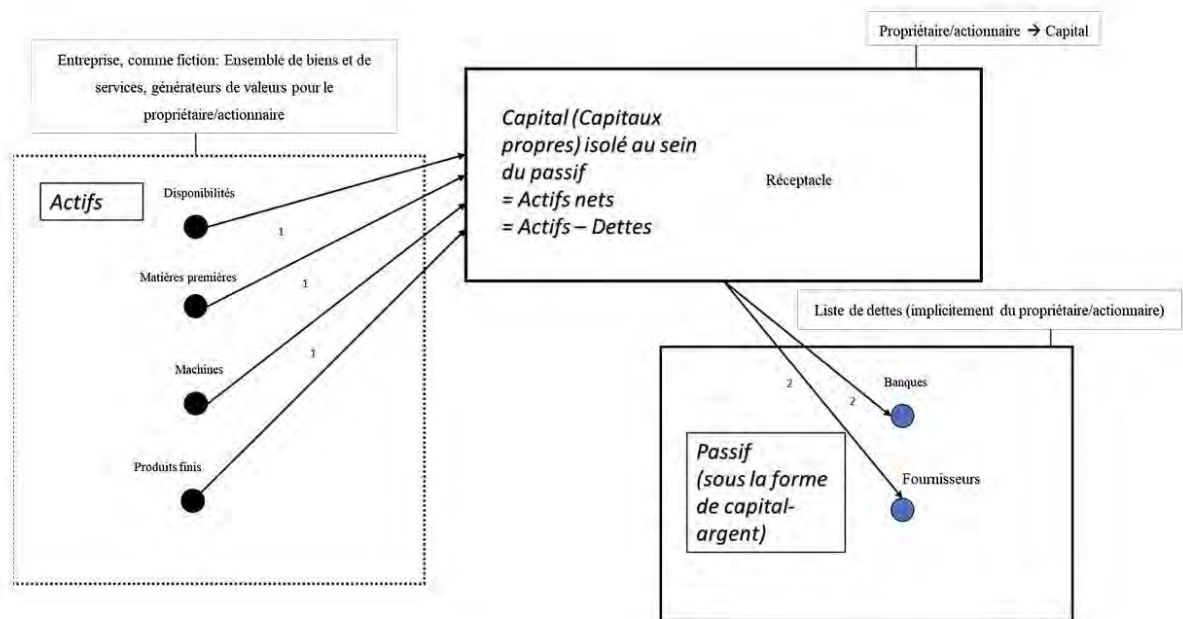 Propriétaire/actionnaire → Capital
Entreprise, comme fiction: Ensemble de biens et de
services, générateurs de valeurs pour le
propriétaire/actionnaire
Capital (Capitaux
propres) isolé au sein
du passif
= Actifs nets
= Actifs – Dettes
Réceptacle
Actifs
Disponibilités
1
Matières premières
1
Machines
1
Produits finis
Liste de dettes (implicitement du propriétaire/actionnaire)
Banques
2
2
Passif
(sous la forme
de capital-
argent)
Fournisseurs